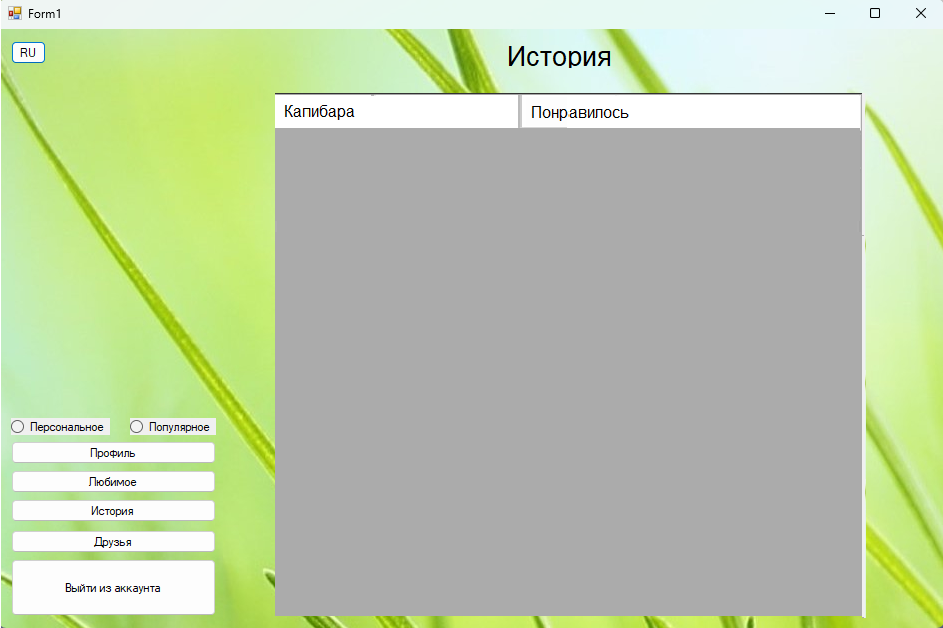 Form1
RU
История
Капибара Понравилось
Персональное Популярное
Профиль
Любимое
История
Друзья
Выйти из аккаунта